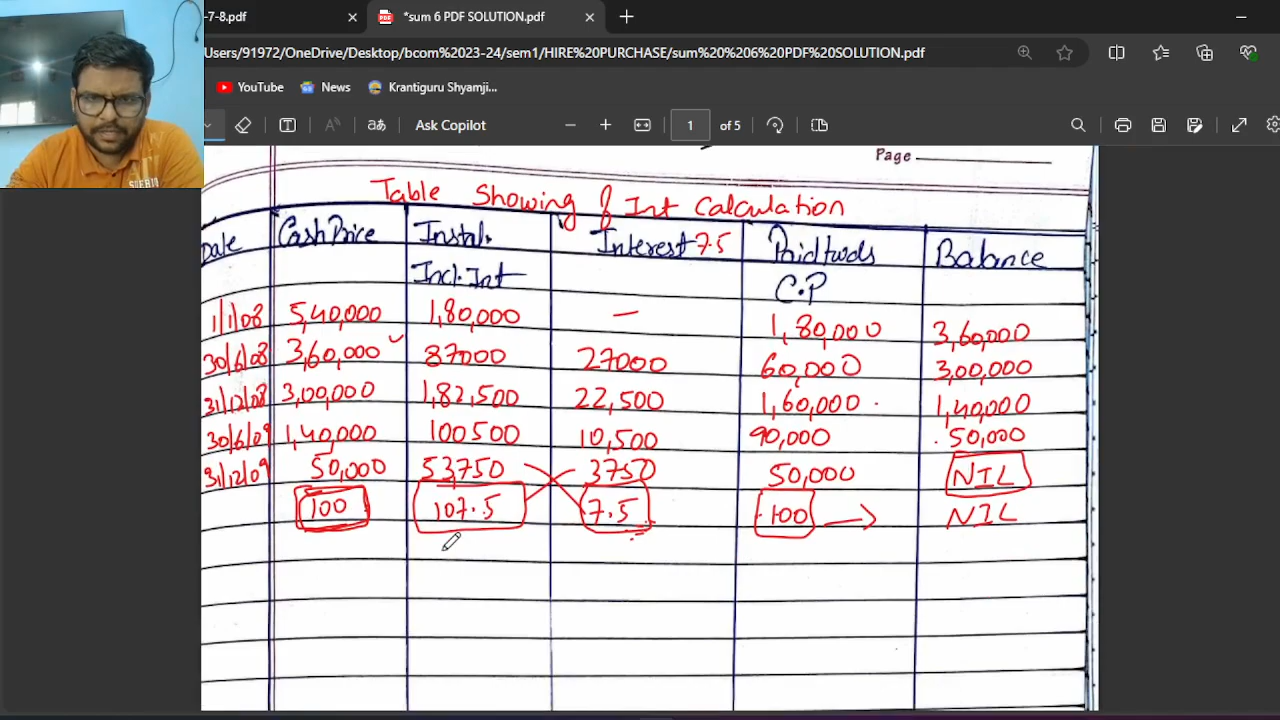 -7-8.pdf
*sum 6 PDF SOLUTION.pdf
Users/91972/OneDrive/Desktop/bcom%2023-24/sem1/HIRE%20PURCHASE/sum%20%206%20PDF%20SOLUTION.pdf
YouTube News Krantiguru Shyamji...
aあ Ask Copilot 1 of 5
Page
Table Showing of Int Calculation
Date Cash Price Instal. Interest 7.5 Paid twds Balance
Incl. Int C.P
1/1/08 5,40,000 1,80,000 — 1,80,000 3,60,000
30/6/08 3,60,000 87000 27000 60,000 3,00,000
31/12/08 3,00,000 1,82,500 22,500 1,60,000 1,40,000
30/6/09 1,40,000 100500 10,500 90,000 50,000
31/12/09 50,000 53750 3750 50,000 NIL
100 107.5 7.5 100 → NIL